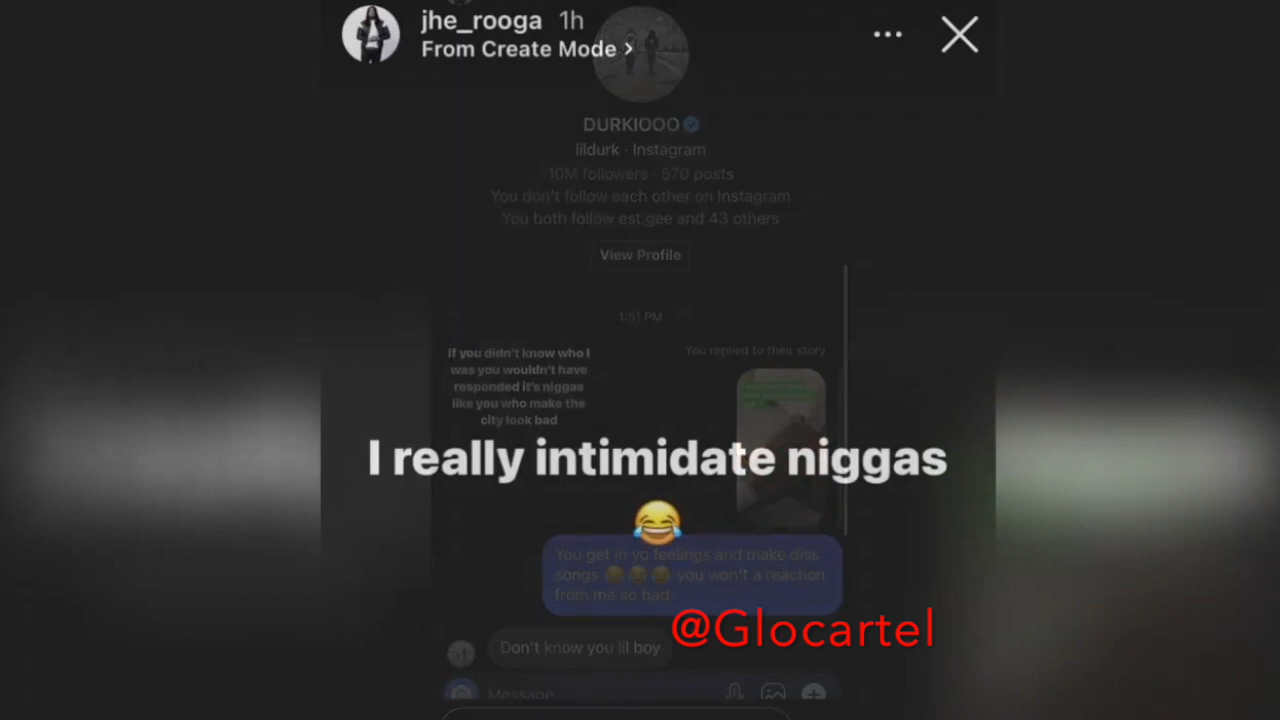 jhe_rooga 1h
From Create Mode >
DURKIOOO
lildurk · Instagram
10M followers · 570 posts
You don't follow each other on Instagram
You both follow est.gee and 43 others
View Profile
1:51 PM
You replied to their story
If you didn't know who I
was you wouldn't have
responded it's niggas
like you who make the
city look bad
I really intimidate niggas
😂
You get in yo feelings and make diss
songs 😂😂😂 you won't a reaction
from me so bad
@Glocartel
Don't know you lil boy
Message